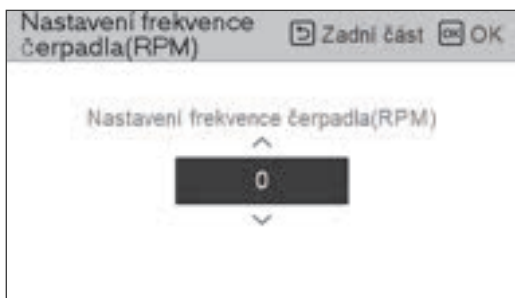 Nastavení frekvence
čerpadla(RPM)
Zadní část OK
Nastavení frekvence čerpadla(RPM)
0